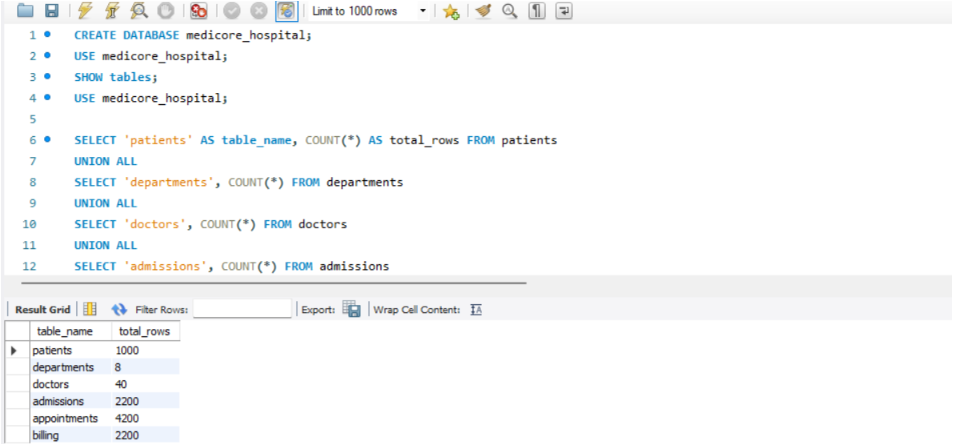 Limit to 1000 rows
1 CREATE DATABASE medicore_hospital;
2 USE medicore_hospital;
3 SHOW tables;
4 USE medicore_hospital;
5
6 SELECT 'patients' AS table_name, COUNT(*) AS total_rows FROM patients
7 UNION ALL
8 SELECT 'departments', COUNT(*) FROM departments
9 UNION ALL
10 SELECT 'doctors', COUNT(*) FROM doctors
11 UNION ALL
12 SELECT 'admissions', COUNT(*) FROM admissions
Result Grid Filter Rows: Export: Wrap Cell Content:
table_name total_rows
patients 1000
departments 8
doctors 40
admissions 2200
appointments 4200
billing 2200